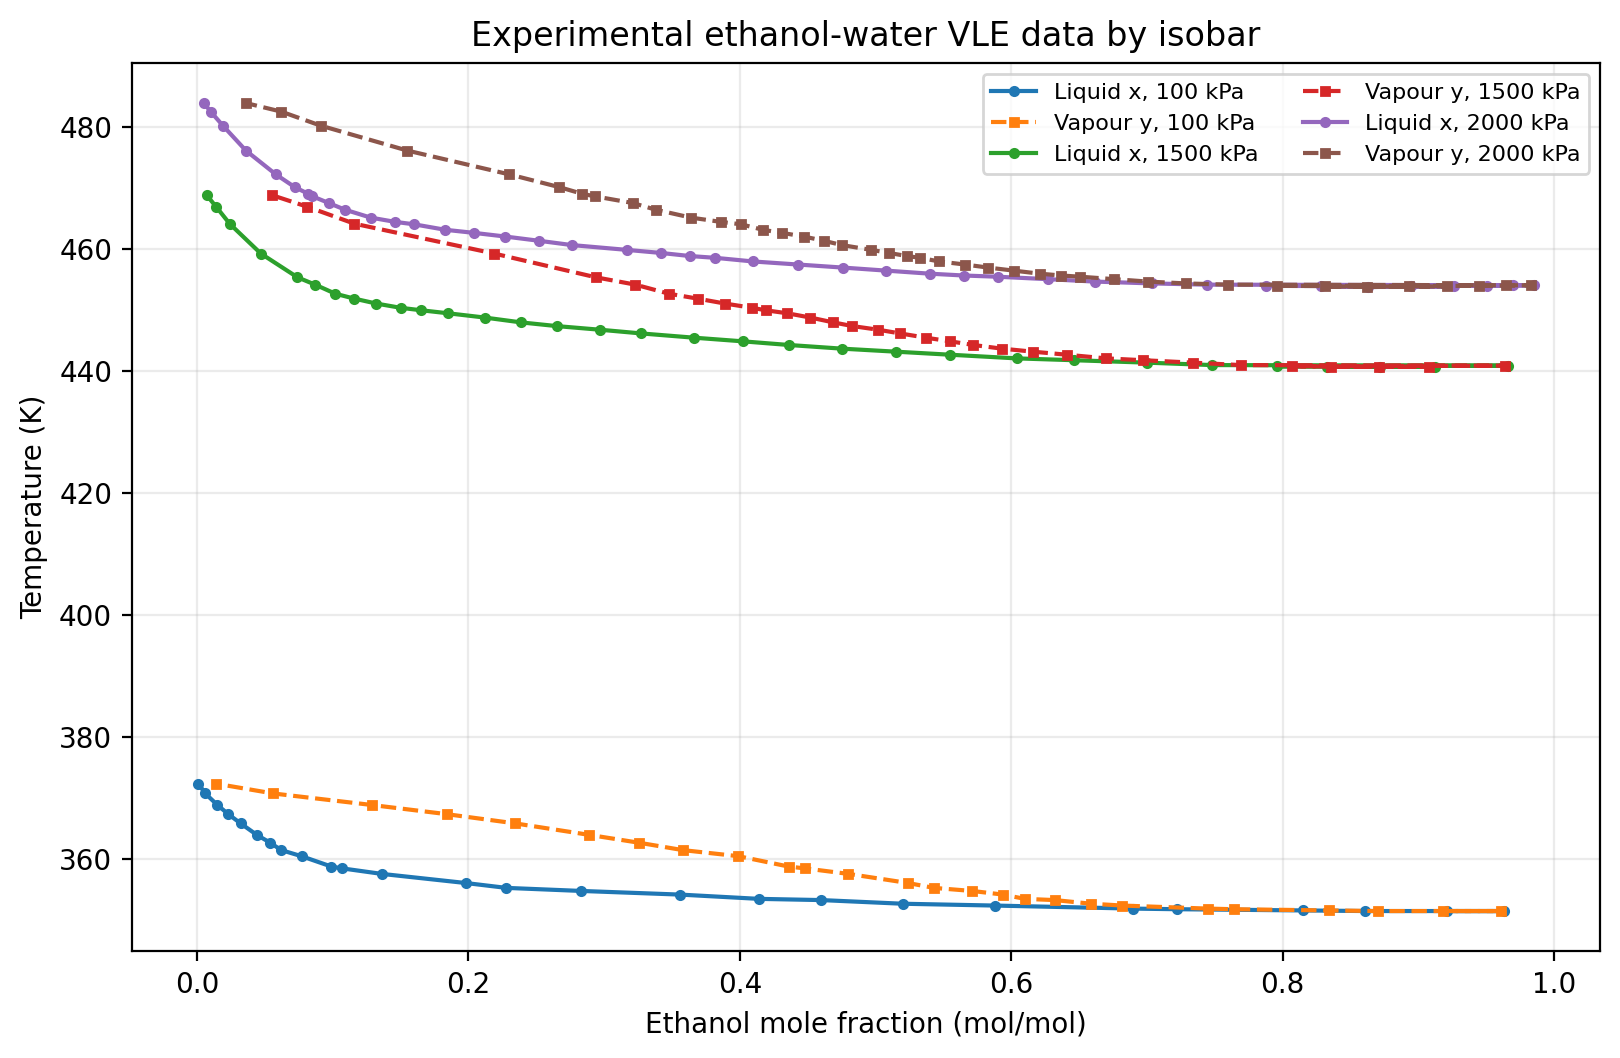 Experimental ethanol-water VLE data by isobar
Liquid x, 100 kPa
Vapour y, 100 kPa
Liquid x, 1500 kPa
Vapour y, 1500 kPa
Liquid x, 2000 kPa
Vapour y, 2000 kPa
Temperature (K)
480
460
440
420
400
380
360
0.0
0.2
0.4
0.6
0.8
1.0
Ethanol mole fraction (mol/mol)